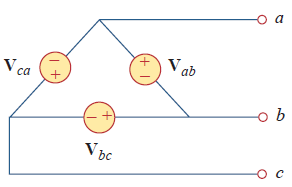 a
V_ca − + + − V_ab
− + b
V_bc
c